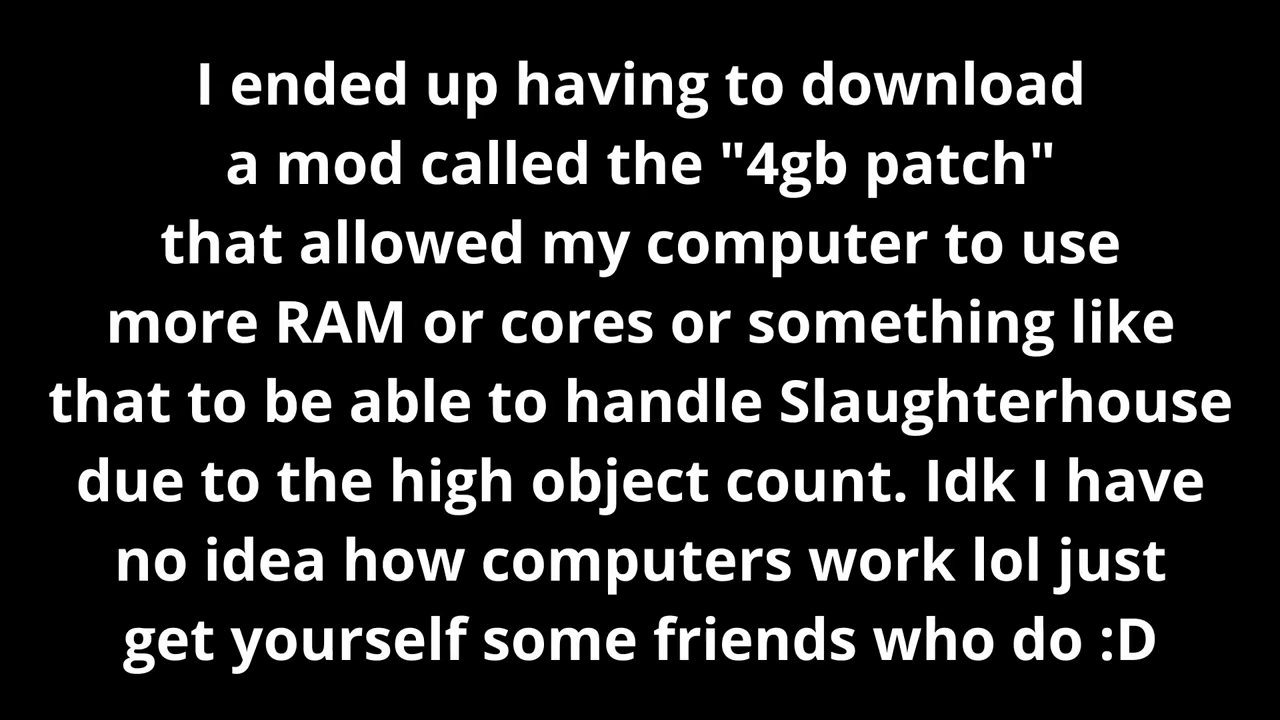 I ended up having to download
a mod called the "4gb patch"
that allowed my computer to use
more RAM or cores or something like
that to be able to handle Slaughterhouse
due to the high object count. Idk I have
no idea how computers work lol just
get yourself some friends who do :D